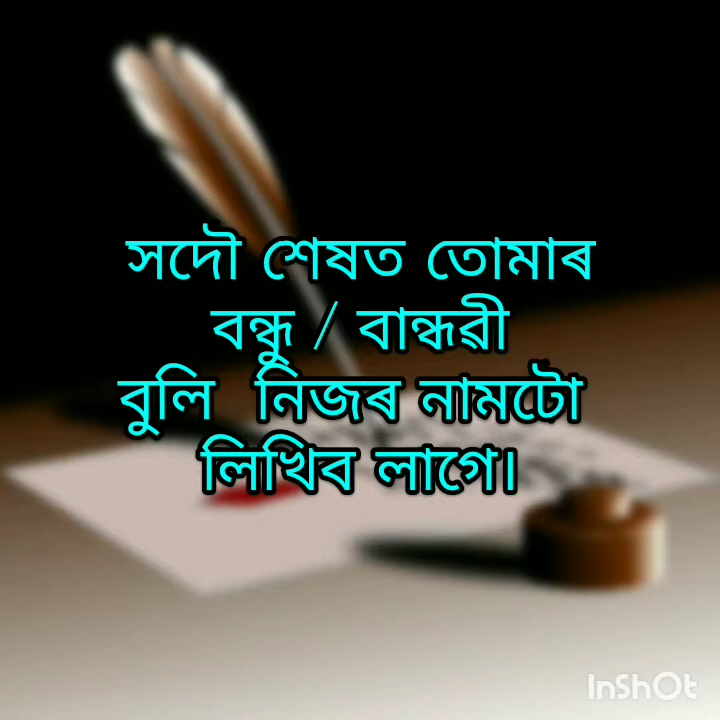 সদৌ শেষত তোমাৰ
বন্ধু / বান্ধৱী
বুলি নিজৰ নামটো
লিখিব লাগে।
InShOt